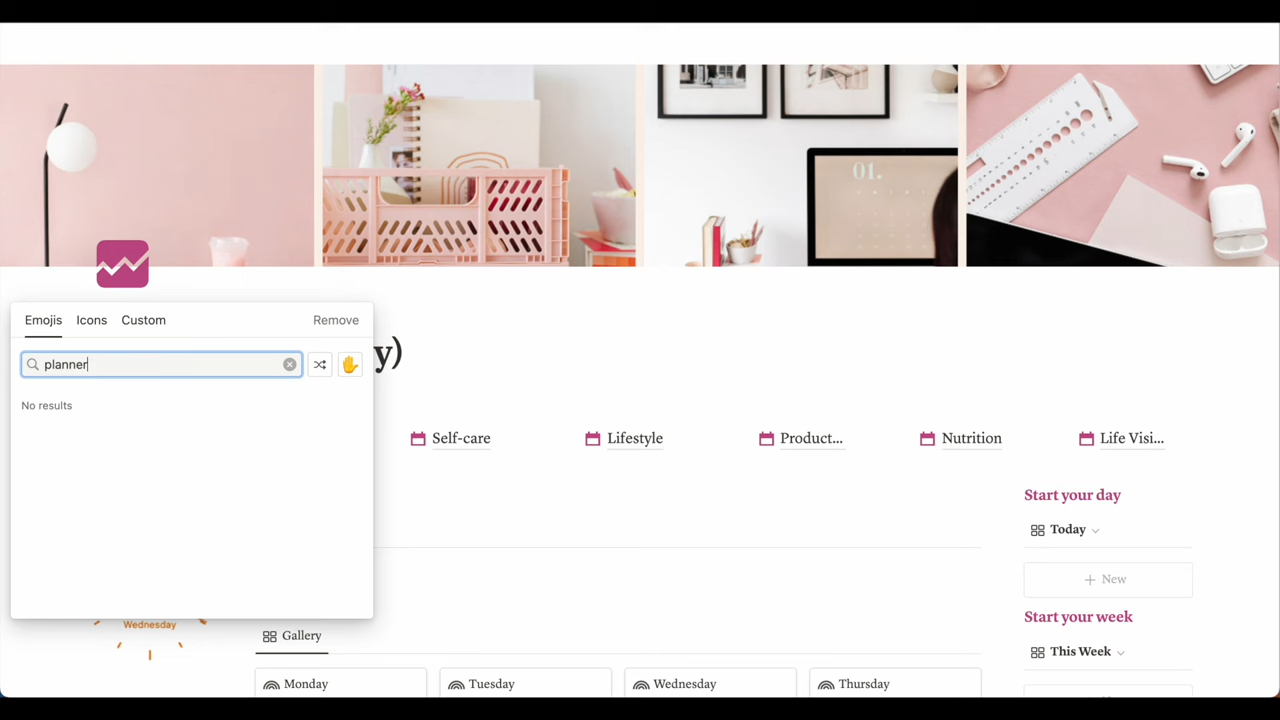 01.
Emojis Icons Custom Remove
y)
planner
No results
Self-care Lifestyle Product... Nutrition Life Visi...
Start your day
Today
New
Start your week
Wednesday
Gallery
This Week
Monday Tuesday Wednesday Thursday